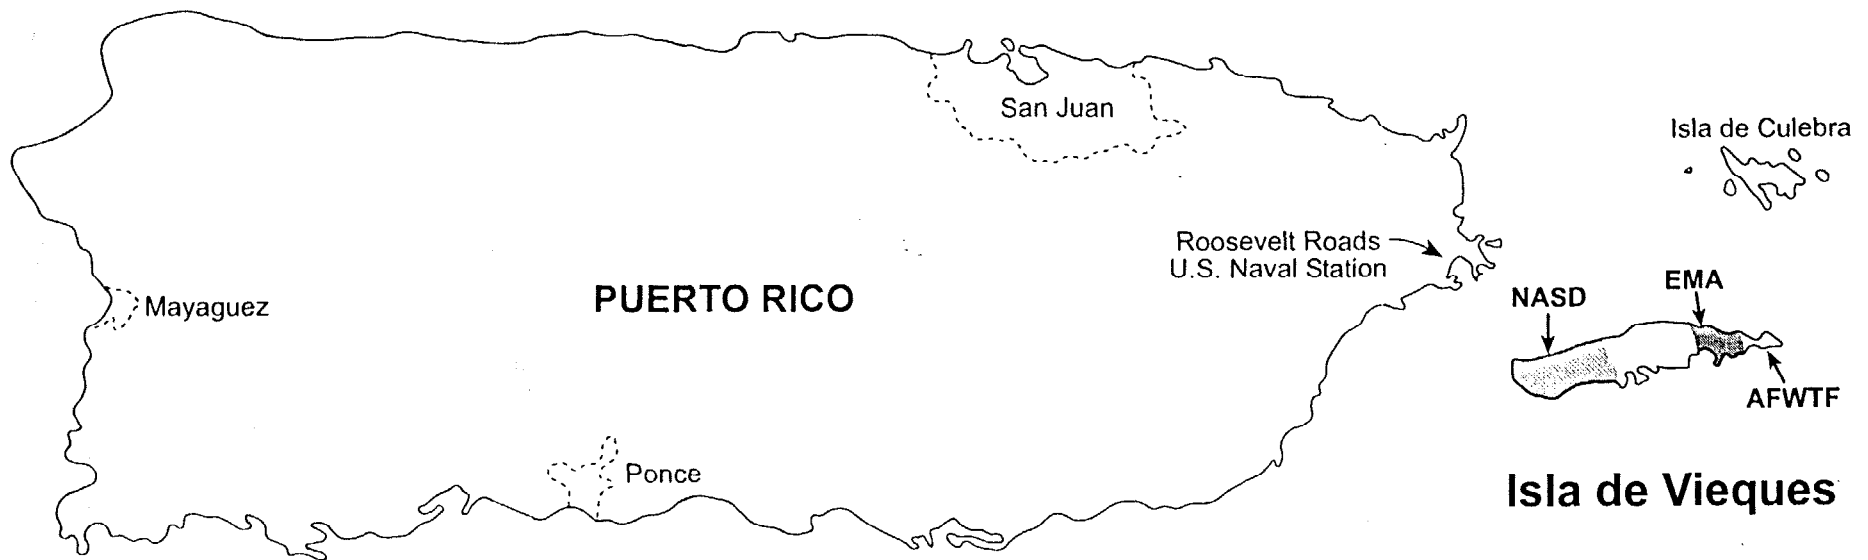 San Juan
Isla de Culebra
Roosevelt Roads
U.S. Naval Station
EMA
NASD
PUERTO RICO
Mayaguez
AFWTF
Ponce
Isla de Vieques